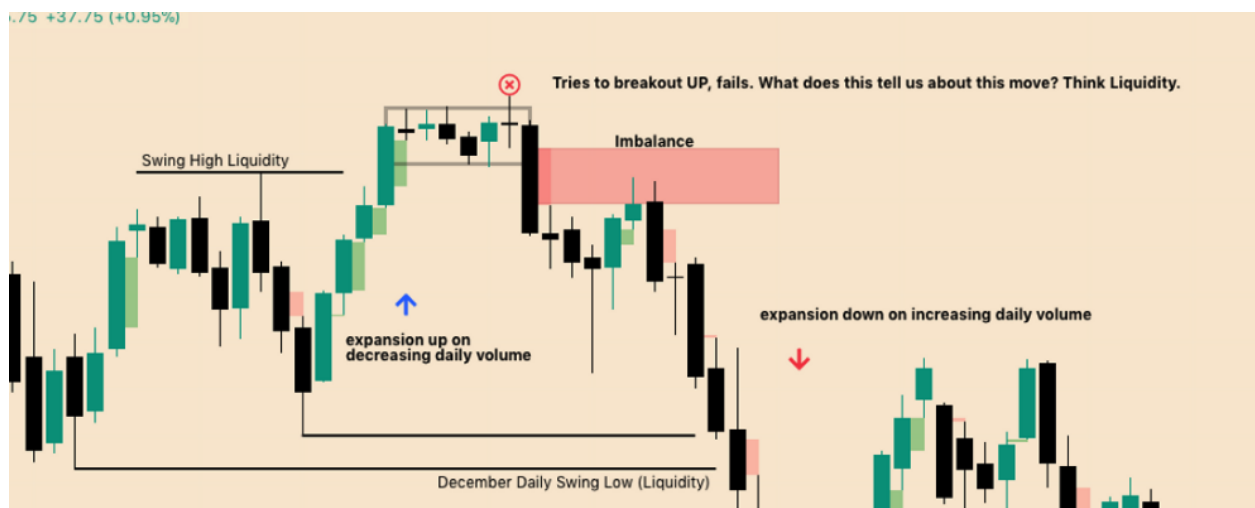 .75 +37.75 (+0.95%)
Tries to breakout UP, fails. What does this tell us about this move? Think Liquidity.
Imbalance
Swing High Liquidity
expansion up on
decreasing daily volume
expansion down on increasing daily volume
December Daily Swing Low (Liquidity)